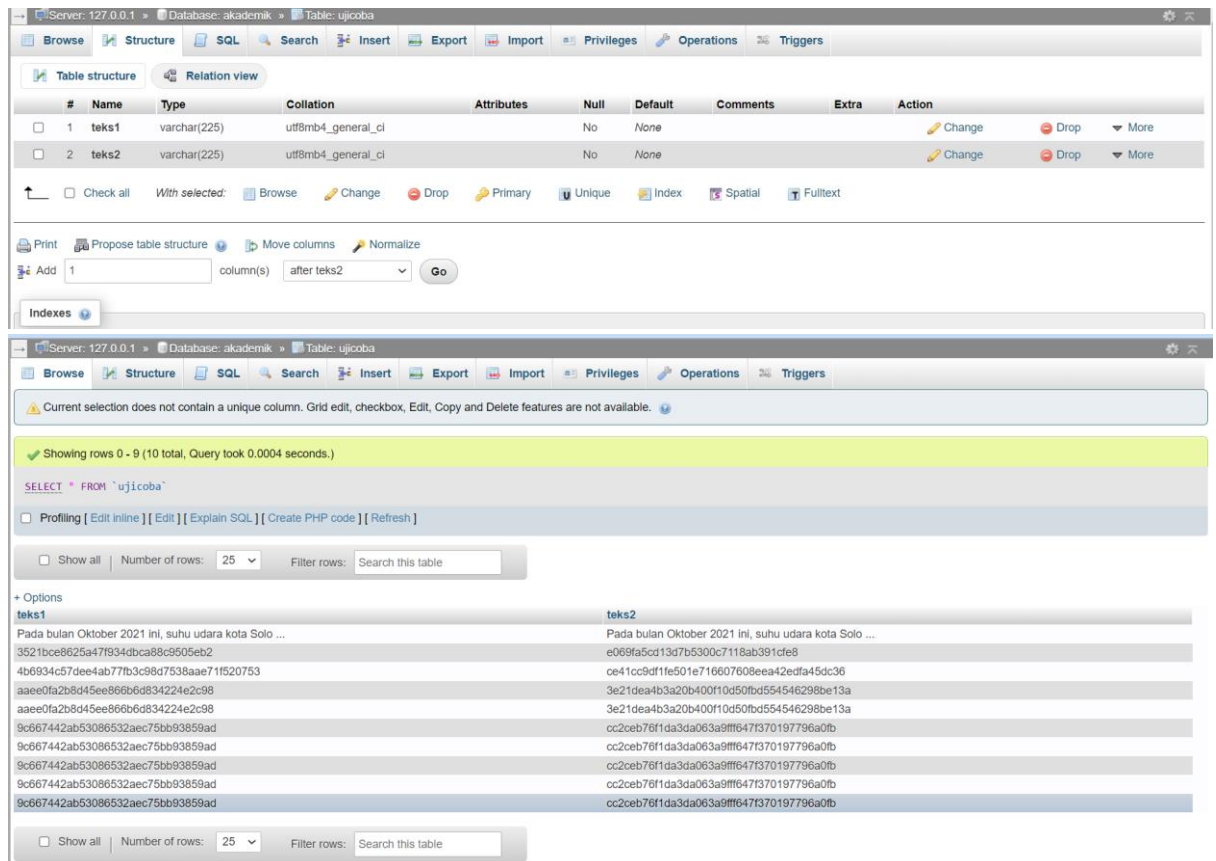 Server: 127.0.0.1 » Database: akademik » Table: ujicoba
Browse Structure SQL Search Insert Export Import Privileges Operations Triggers
Table structure Relation view
# Name Type Collation Attributes Null Default Comments Extra Action
1 teks1 varchar(225) utf8mb4_general_ci No None Change Drop More
2 teks2 varchar(225) utf8mb4_general_ci No None Change Drop More
Check all With selected: Browse Change Drop Primary Unique Index Spatial Fulltext
Print Propose table structure Move columns Normalize
Add 1 column(s) after teks2 Go
Indexes
Server: 127.0.0.1 » Database: akademik » Table: ujicoba
Browse Structure SQL Search Insert Export Import Privileges Operations Triggers
Current selection does not contain a unique column. Grid edit, checkbox, Edit, Copy and Delete features are not available.
Showing rows 0 - 9 (10 total, Query took 0.0004 seconds.)
SELECT * FROM `ujicoba`
Profiling [ Edit inline ] [ Edit ] [ Explain SQL ] [ Create PHP code ] [ Refresh ]
Show all | Number of rows: 25 Filter rows: Search this table
+ Options
teks1 teks2
Pada bulan Oktober 2021 ini, suhu udara kota Solo ... Pada bulan Oktober 2021 ini, suhu udara kota Solo ...
3521bce8625a47f934dbca88c9505eb2 e069fa5cd13d7b5300c7118ab391cfe8
4b6934c57dee4ab77fb3c98d7538aae71f520753 ce41cc9df1fe501e716607608eea42edfa45dc36
aaee0fa2b8d45ee866b6d834224e2c98 3e21dea4b3a20b400f10d50fbd554546298be13a
aaee0fa2b8d45ee866b6d834224e2c98 3e21dea4b3a20b400f10d50fbd554546298be13a
9c667442ab53086532aec75bb93859ad cc2ceb76f1da3da063a9fff647f370197796a0fb
9c667442ab53086532aec75bb93859ad cc2ceb76f1da3da063a9fff647f370197796a0fb
9c667442ab53086532aec75bb93859ad cc2ceb76f1da3da063a9fff647f370197796a0fb
9c667442ab53086532aec75bb93859ad cc2ceb76f1da3da063a9fff647f370197796a0fb
9c667442ab53086532aec75bb93859ad cc2ceb76f1da3da063a9fff647f370197796a0fb
Show all | Number of rows: 25 Filter rows: Search this table